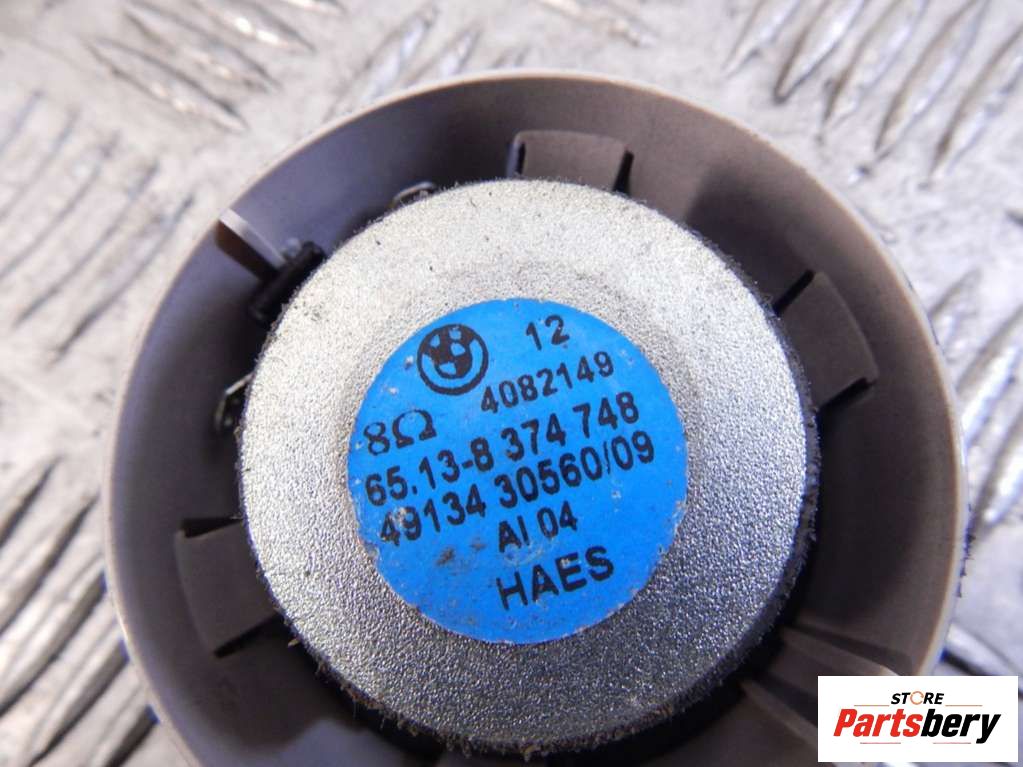 12
4082149
8Ω
65.13-8 374 748
49134 30560/09
AI 04
HAES
STORE
Partsbery